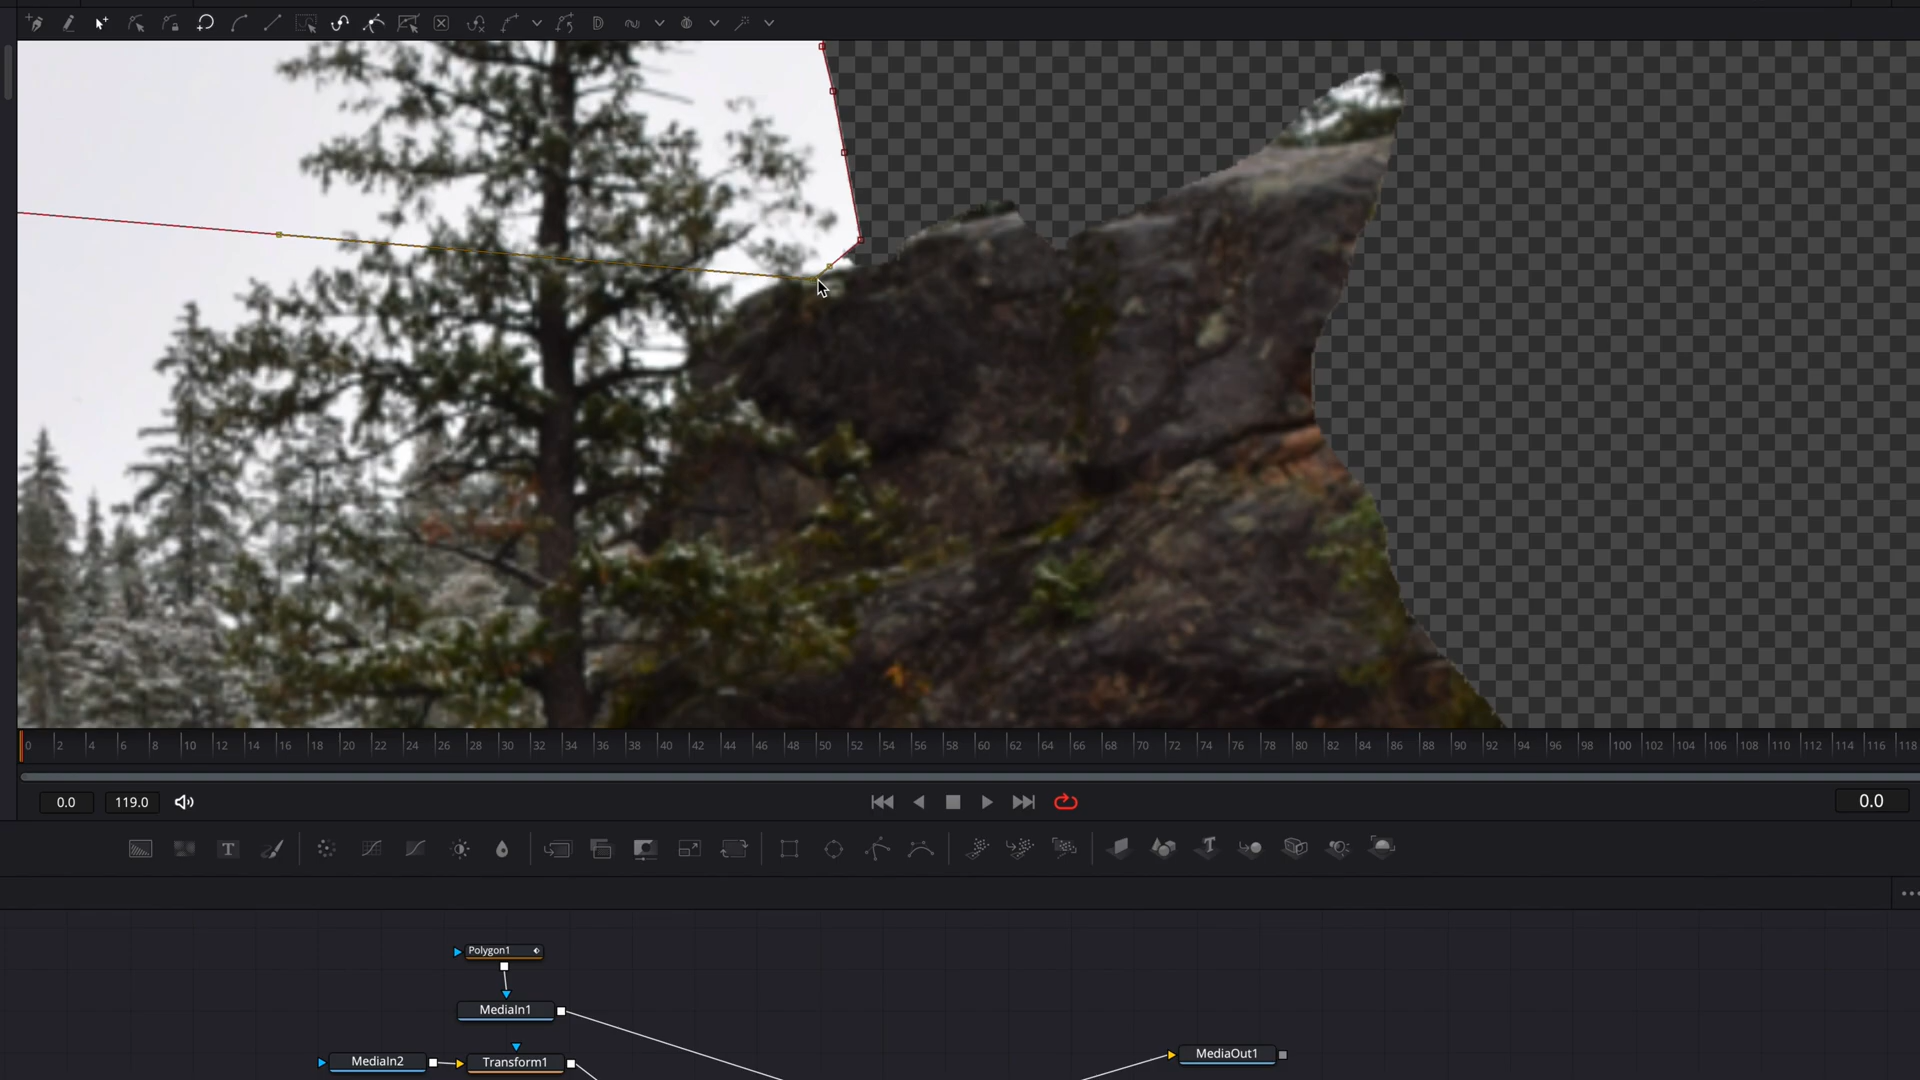 D
0 2 4 6 8 10 12 14 16 18 20 22 24 26 28 30 32 34 36 38 40 42 44 46 48 50 52 54 56 58 60 62 64 66 68 70 72 74 76 78 80 82 84 86 88 90 92 94 96 98 100 102 104 106 108 110 112 114 116 118
0.0 119.0 0.0
T T
Polygon1
MediaIn1
MediaIn2 Transform1 MediaOut1